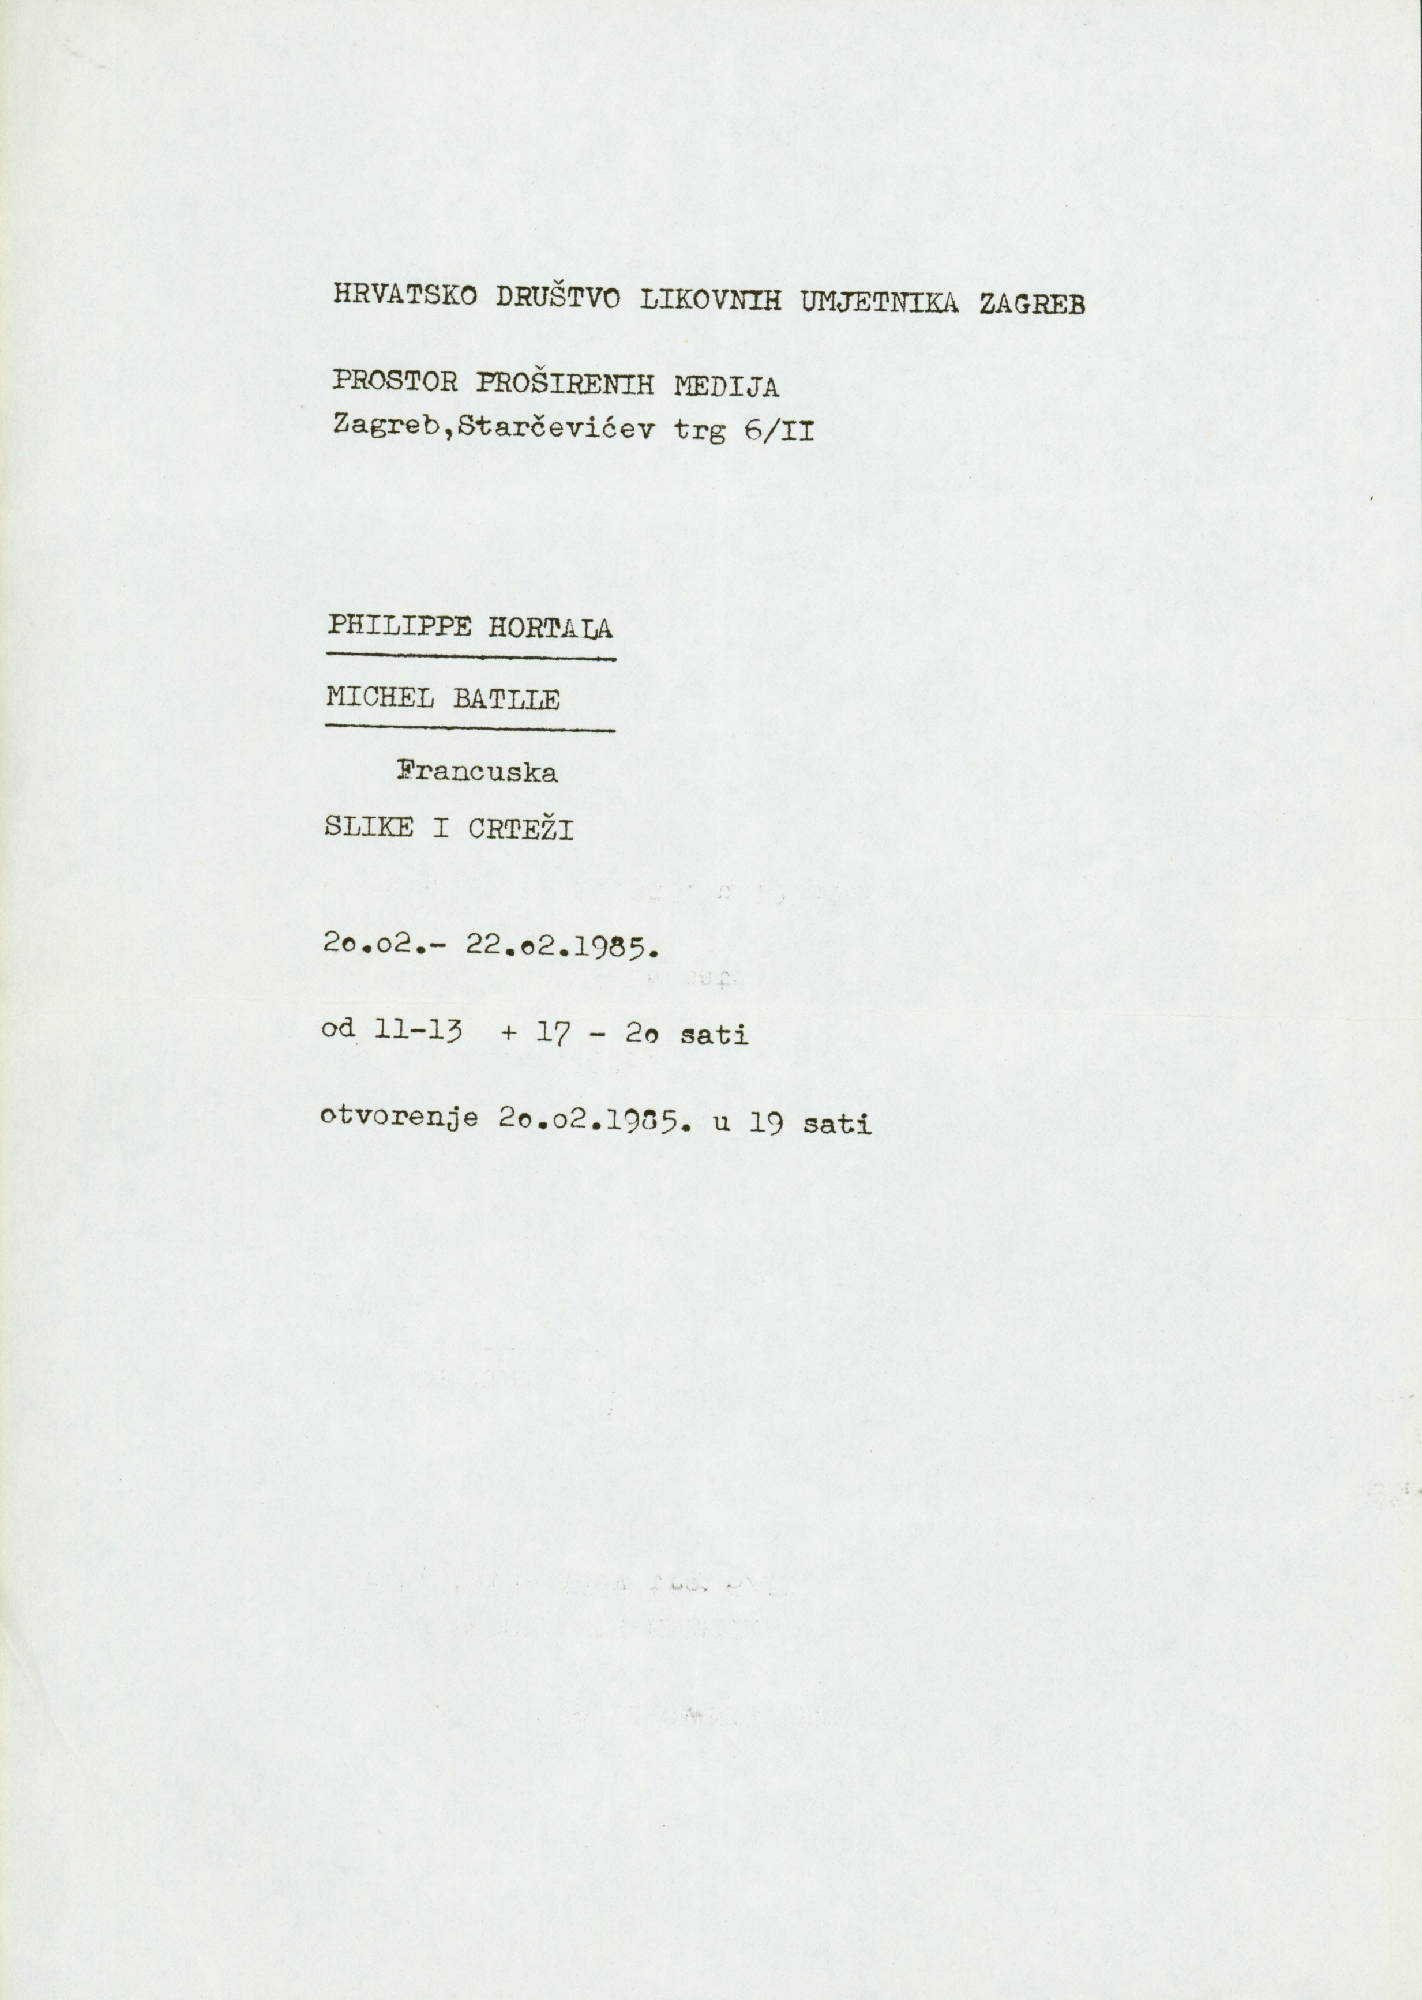 HRVATSKO DRUŠTVO LIKOVNIH UMJETNIKA ZAGREB
PROSTOR PROŠIRENIH MEDIJA
Zagreb,Starčevićev trg 6/II
PHILIPPE HORTALA
MICHEL BATLLE
Francuska
SLIKE I CRTEŽI
2o.o2.- 22.o2.1985.
od 11-13 + 17 - 2o sati
otvorenje 2o.o2.1985. u 19 sati